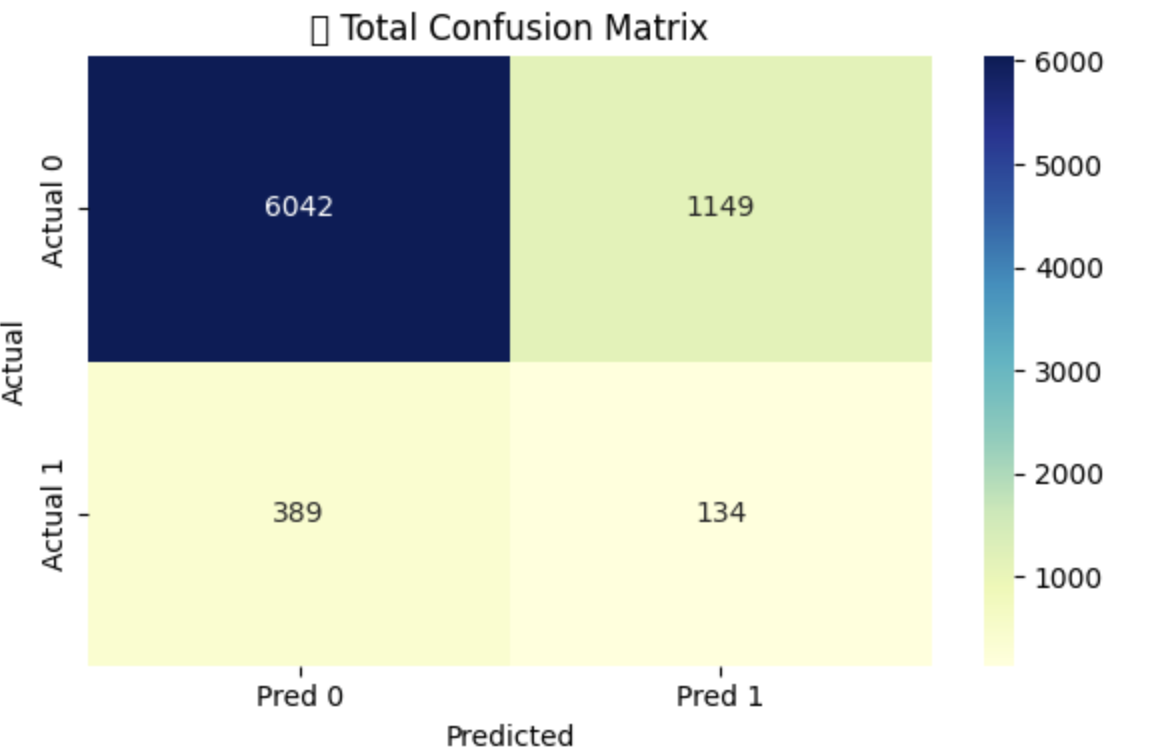 ▯ Total Confusion Matrix
Actual
Actual 0
Actual 1
6042
1149
389
134
Pred 0
Pred 1
Predicted
6000
5000
4000
3000
2000
1000